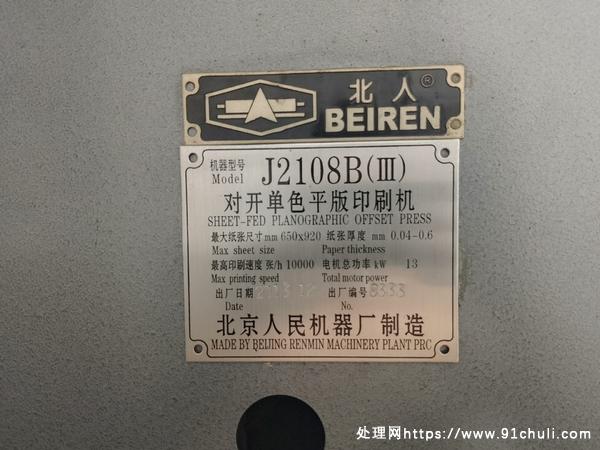 北人®
BEIREN
机器型号 J2108B(III)
Model
对开单色平版印刷机
SHEET-FED PLANOGRAPHIC OFFSET PRESS
最大纸张尺寸mm 650x920 纸张厚度 mm 0.04-0.6
Max sheet size Paper thickness
最高印刷速度 张/h 10000 电机总功率 kW 13
Max printing speed Total motor power
出厂日期 出厂编号 8333
Date No.
北京人民机器厂制造
MADE BY BEIJING RENMIN MACHINERY PLANT PRC
处理网https://www.91chuli.com/